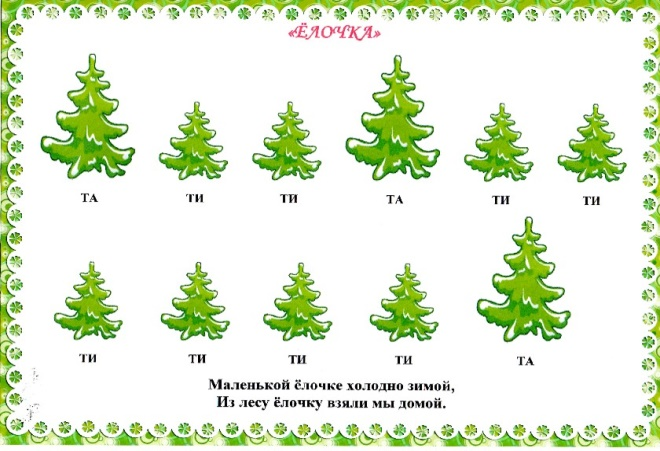 «ЁЛОЧКА»
ТА ТИ ТИ ТА ТИ ТИ
ТИ ТИ ТИ ТИ ТА
Маленькой ёлочке холодно зимой,
Из лесу ёлочку взяли мы домой.